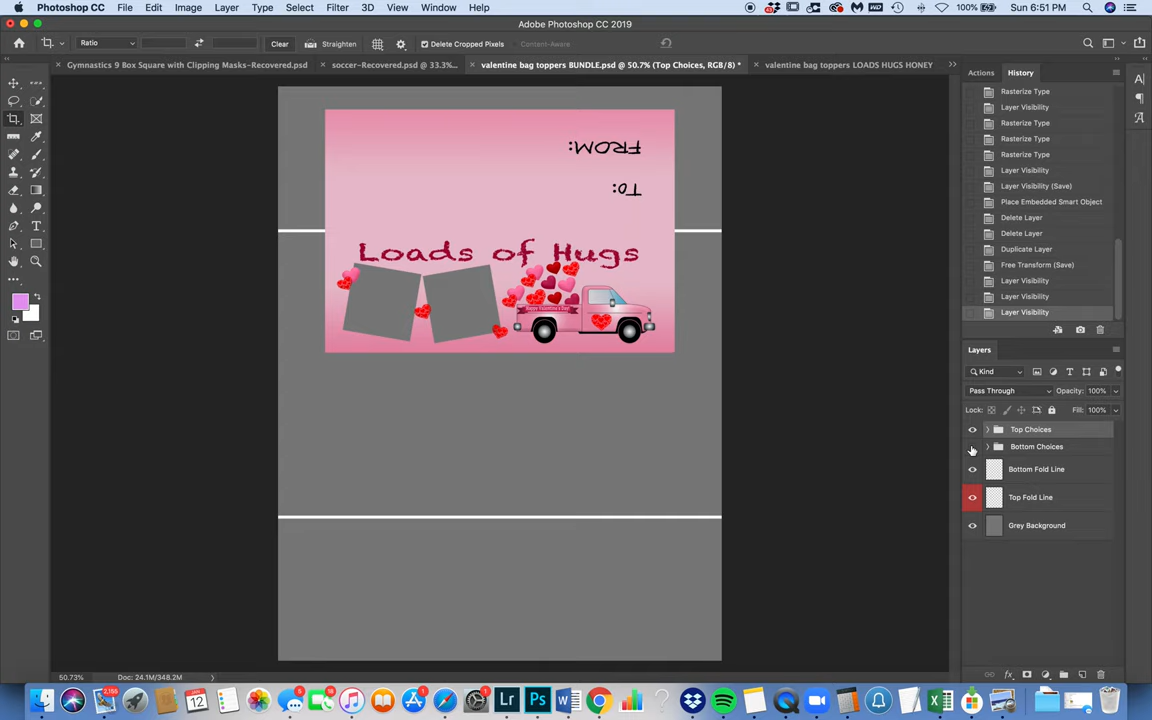 Photoshop CC File Edit Image Layer Type Select Filter 3D View Window Help 100% Sun 6:51 PM
Adobe Photoshop CC 2019
Ratio Clear Straighten Delete Cropped Pixels Content-Aware
Gymnastics 9 Box Square with Clipping Masks-Recovered.psd soccer-Recovered.psd @ 33.3%... valentine bag toppers BUNDLE.psd @ 50.7% (Top Choices, RGB/8) * valentine bag toppers LOADS HUGS HONEY
Actions History
Rasterize Type
Layer Visibility
Rasterize Type
Rasterize Type
Rasterize Type
Layer Visibility
Layer Visibility (Save)
Place Embedded Smart Object
Delete Layer
Delete Layer
Duplicate Layer
Free Transform (Save)
Layer Visibility
Layer Visibility
Layer Visibility
FROM:
To:
Loads of Hugs
Happy Valentine's Day!
Layers
Kind
Pass Through Opacity: 100%
Lock: Fill: 100%
Top Choices
Bottom Choices
Bottom Fold Line
Top Fold Line
Grey Background
50.73% Doc: 24.1M/348.2M